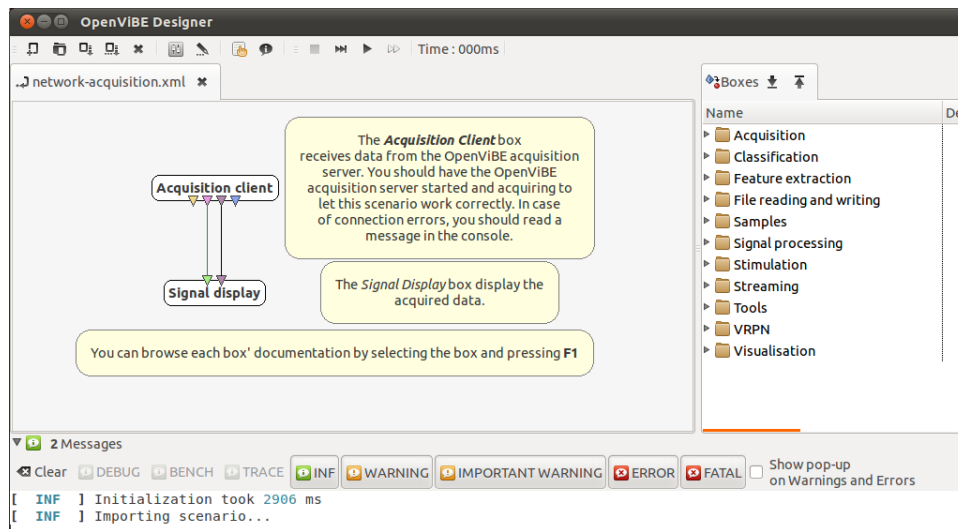 OpenViBE Designer
Time : 000ms
network-acquisition.xml
The Acquisition Client box
receives data from the OpenViBE acquisition
server. You should have the OpenViBE
acquisition server started and acquiring to
let this scenario work correctly. In case
of connection errors, you should read a
message in the console.
Acquisition client
Signal display
The Signal Display box display the
acquired data.
You can browse each box' documentation by selecting the box and pressing F1
Boxes
Name
De
Acquisition
Classification
Feature extraction
File reading and writing
Samples
Signal processing
Stimulation
Streaming
Tools
VRPN
Visualisation
2 Messages
Clear DEBUG BENCH TRACE INF WARNING IMPORTANT WARNING ERROR FATAL Show pop-up
on Warnings and Errors
[ INF ] Initialization took 2906 ms
[ INF ] Importing scenario...